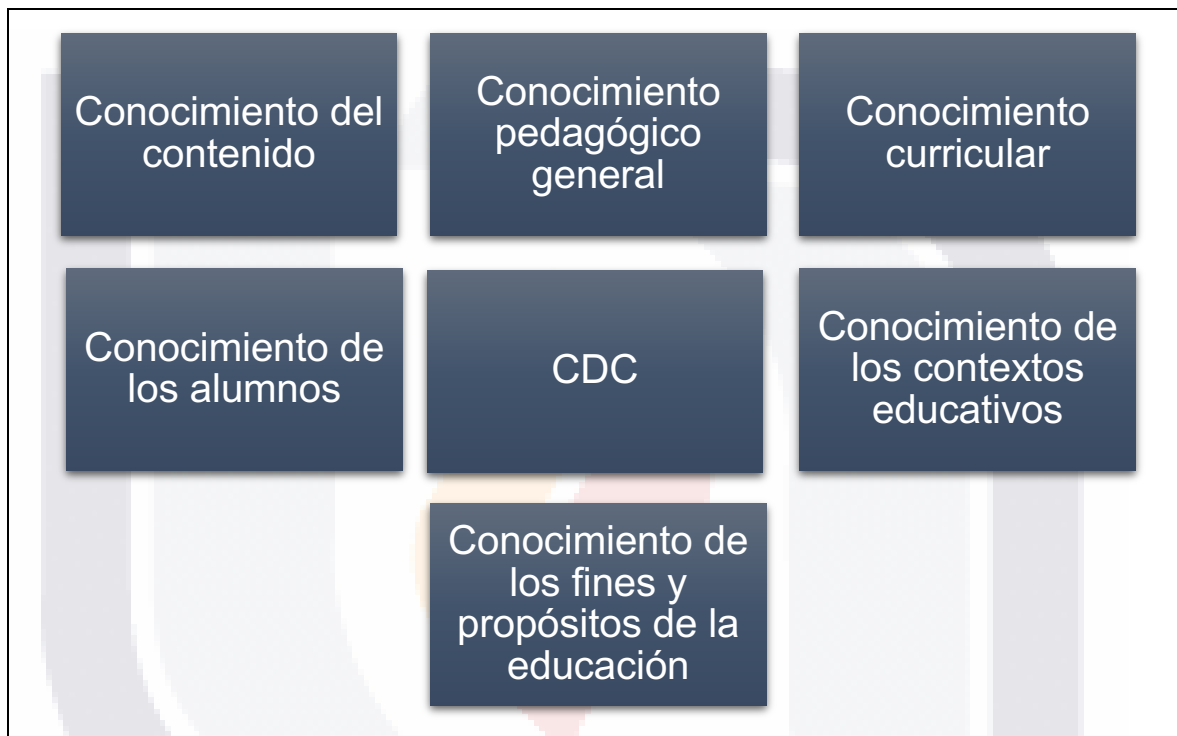 Conocimiento del
contenido
Conocimiento
pedagógico
general
Conocimiento
curricular
Conocimiento de
los alumnos
CDC
Conocimiento de
los contextos
educativos
Conocimiento de
los fines y
propósitos de la
educación